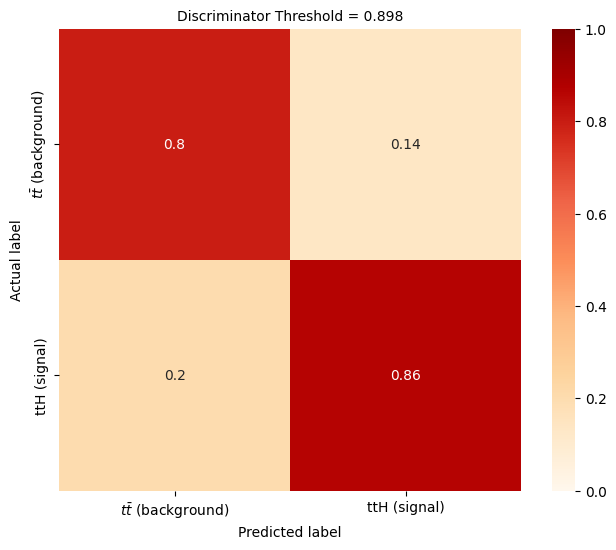 Discriminator Threshold = 0.898
Actual label
tt̄ (background)
ttH (signal)
0.8
0.14
0.2
0.86
tt̄ (background)
ttH (signal)
Predicted label
1.0
0.8
0.6
0.4
0.2
0.0